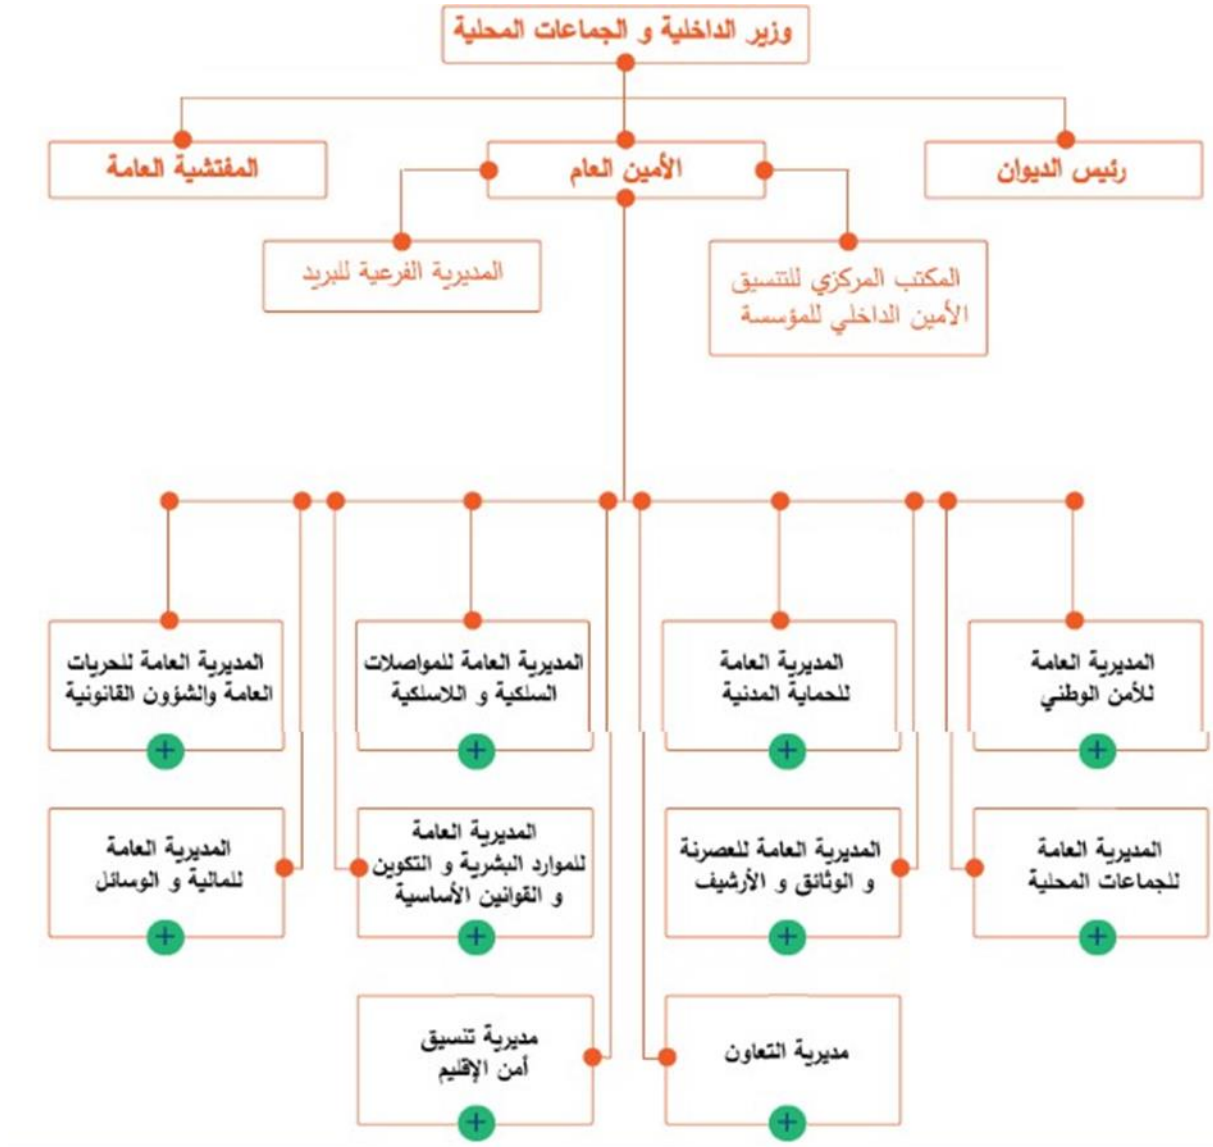 وزير الداخلية و الجماعات المحلية
رئيس الديوان
الأمين العام
المفتشية العامة
المكتب المركزي للتنسيق
الأمين الداخلي للمؤسسة
المديرية الفرعية للبريد
المديرية العامة
للأمن الوطني
المديرية العامة
للحماية المدنية
المديرية العامة للمواصلات
السلكية و اللاسلكية
المديرية العامة للحريات
العامة والشؤون القانونية
المديرية العامة
للجماعات المحلية
المديرية العامة للعصرنة
و الوثائق و الأرشيف
المديرية العامة
للموارد البشرية و التكوين
و القوانين الأساسية
المديرية العامة
للمالية و الوسائل
مديرية التعاون
مديرية تنسيق
أمن الإقليم